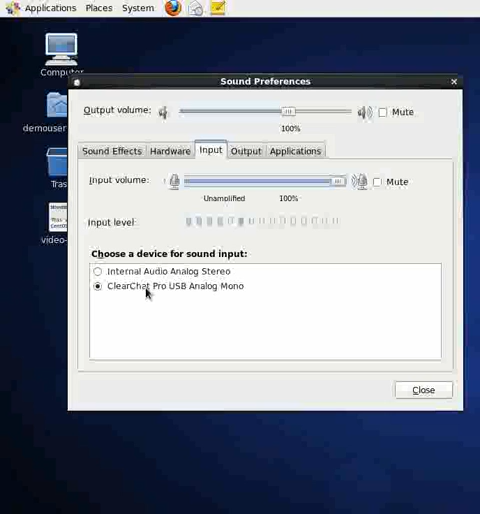 Applications Places System
Computer
Sound Preferences
Output volume:
Mute
100%
demouser
Sound Effects Hardware Input Output Applications
Input volume:
Mute
Unamplified 100%
Input level:
video-
Choose a device for sound input:
Internal Audio Analog Stereo
ClearChat Pro USB Analog Mono
Close